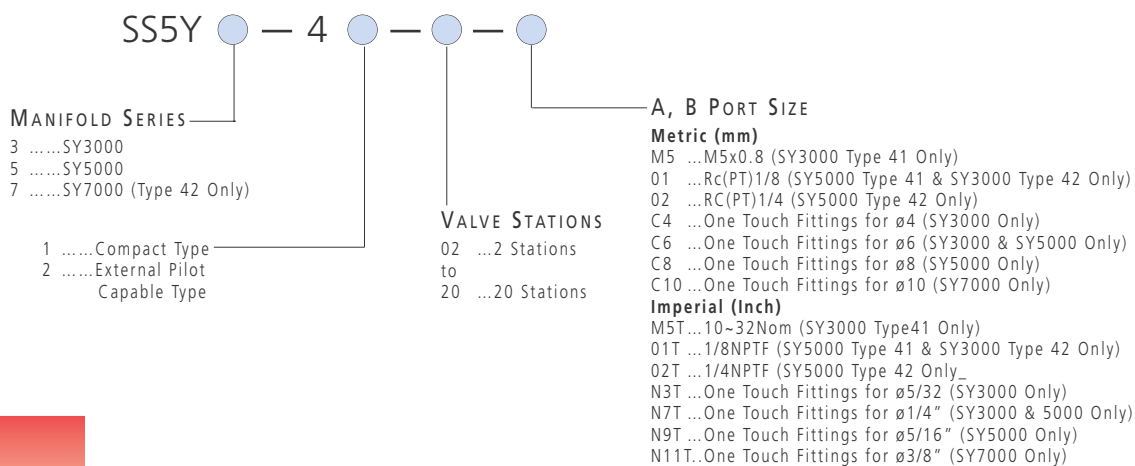 SS5Y — 4 — —
MANIFOLD SERIES
3 ......SY3000
5 ......SY5000
7 ......SY7000 (Type 42 Only)
1 ......Compact Type
2 ......External Pilot
Capable Type
VALVE STATIONS
02 ...2 Stations
to
20 ...20 Stations
A, B PORT SIZE
Metric (mm)
M5 ...M5x0.8 (SY3000 Type 41 Only)
01 ...Rc(PT)1/8 (SY5000 Type 41 & SY3000 Type 42 Only)
02 ...RC(PT)1/4 (SY5000 Type 42 Only)
C4 ...One Touch Fittings for ø4 (SY3000 Only)
C6 ...One Touch Fittings for ø6 (SY3000 & SY5000 Only)
C8 ...One Touch Fittings for ø8 (SY5000 Only)
C10 ...One Touch Fittings for ø10 (SY7000 Only)
Imperial (Inch)
M5T ...10~32Nom (SY3000 Type41 Only)
01T ...1/8NPTF (SY5000 Type 41 & SY3000 Type 42 Only)
02T ...1/4NPTF (SY5000 Type 42 Only_
N3T ...One Touch Fittings for ø5/32 (SY3000 Only)
N7T ...One Touch Fittings for ø1/4" (SY3000 & 5000 Only)
N9T ...One Touch Fittings for ø5/16" (SY5000 Only)
N11T..One Touch Fittings for ø3/8" (SY7000 Only)